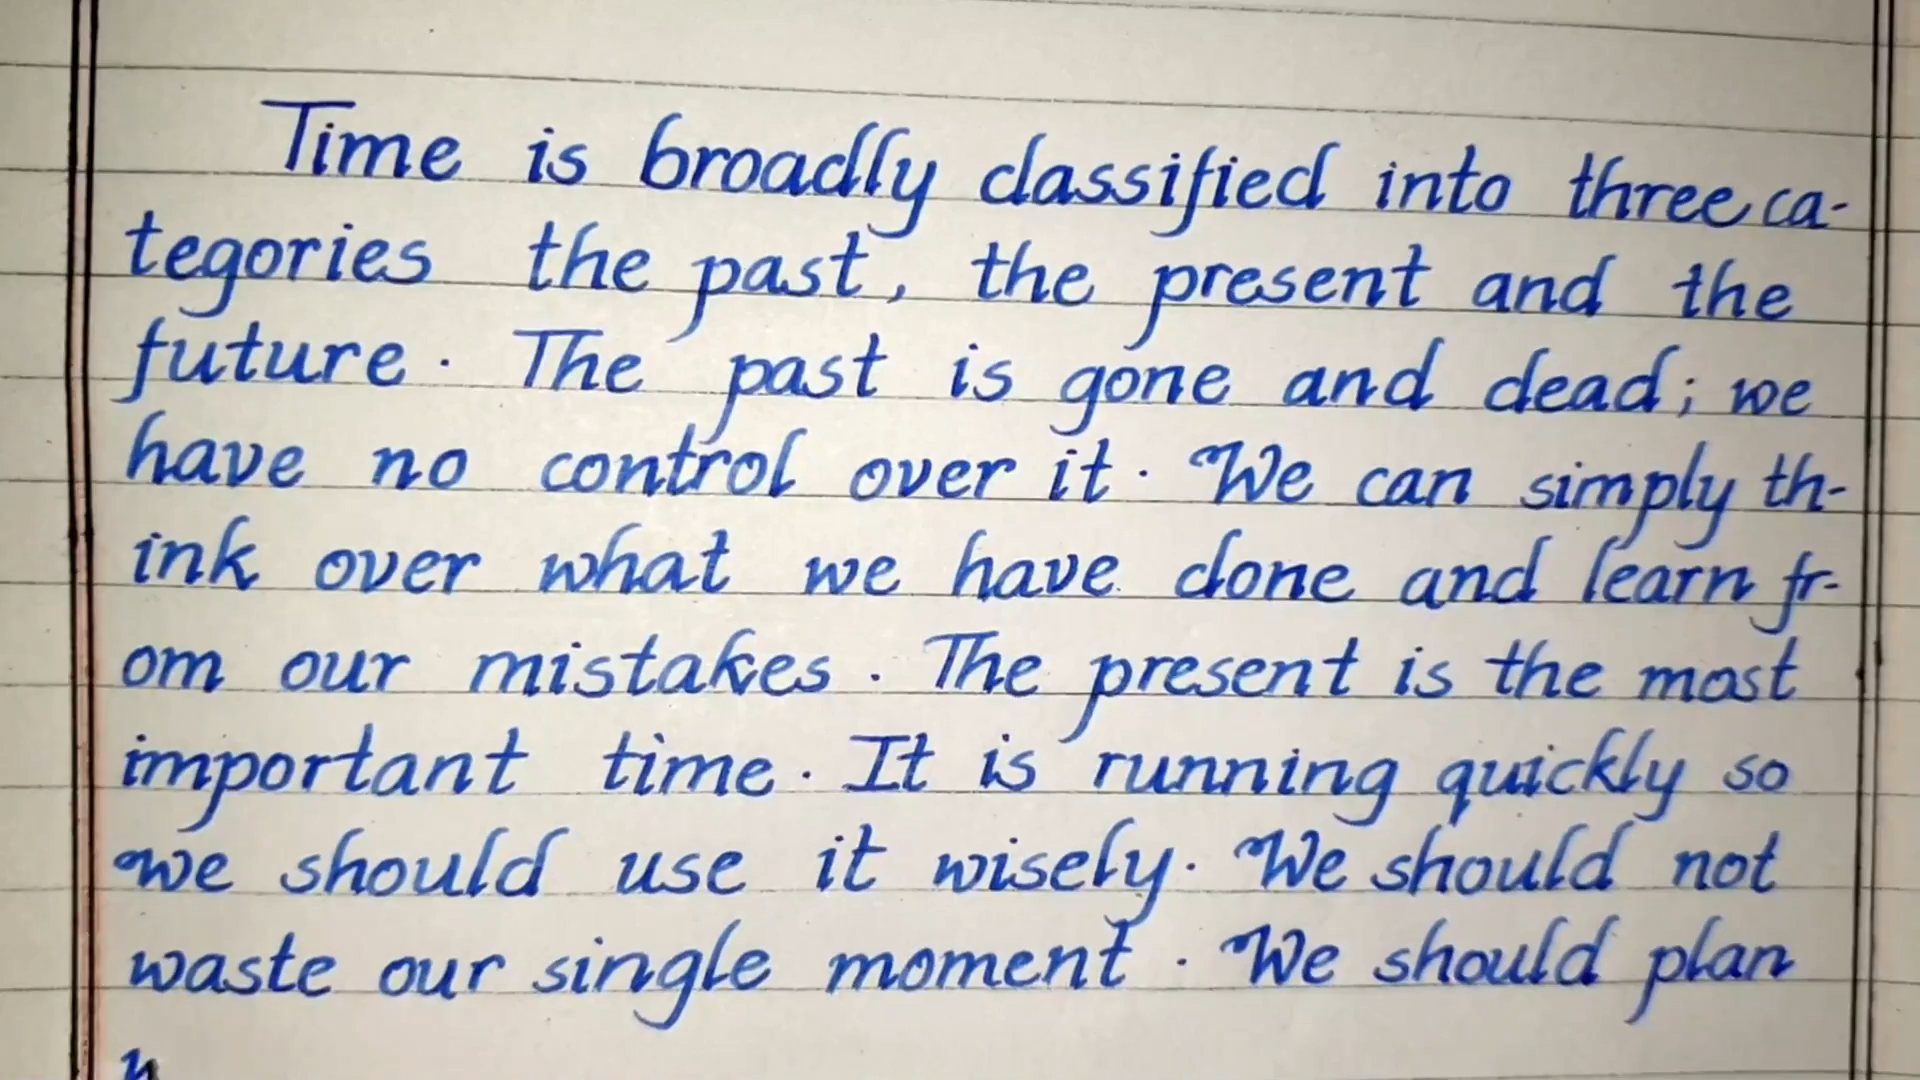 Time is broadly classified into three ca-
tegories the past, the present and the
future. The past is gone and dead; we
have no control over it. We can simply th-
ink over what we have done and learn fr-
om our mistakes. The present is the most
important time. It is running quickly so
we should use it wisely. We should not
waste our single moment. We should plan